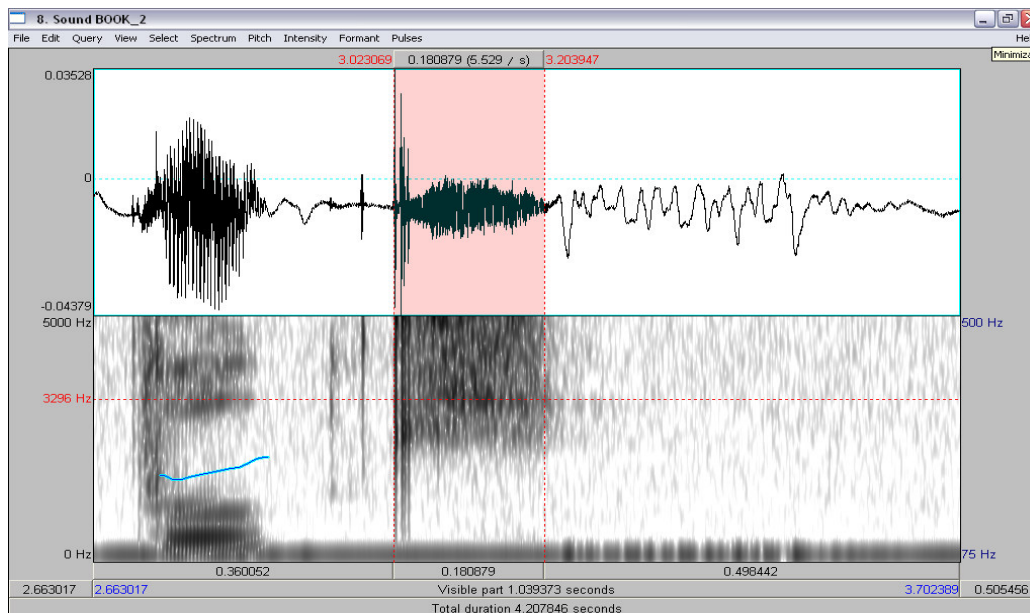 8. Sound BOOK_2
File Edit Query View Select Spectrum Pitch Intensity Formant Pulses Hel
Minimiza
3.023069 0.180879 (5.529 / s) 3.203947
0.03528
0
-0.04379
5000 Hz 500 Hz
3296 Hz
0 Hz 75 Hz
0.360052 0.180879 0.498442
2.663017 2.663017 Visible part 1.039373 seconds 3.702389 0.505456
Total duration 4.207846 seconds